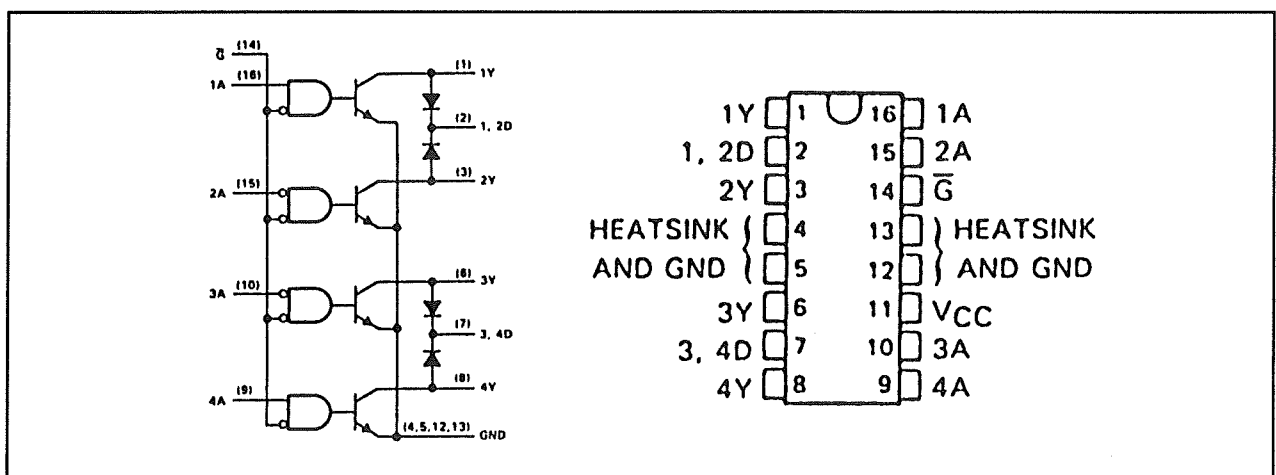 G̅ (14)
1A (16)
(1) 1Y
(2) 1, 2D
2A (15)
(3) 2Y
3A (10)
(6) 3Y
(7) 3, 4D
4A (9)
(8) 4Y
(4,5,12,13) GND
1Y 1 16 1A
1, 2D 2 15 2A
2Y 3 14 G̅
HEATSINK 4 13 HEATSINK
AND GND 5 12 AND GND
3Y 6 11 VCC
3, 4D 7 10 3A
4Y 8 9 4A